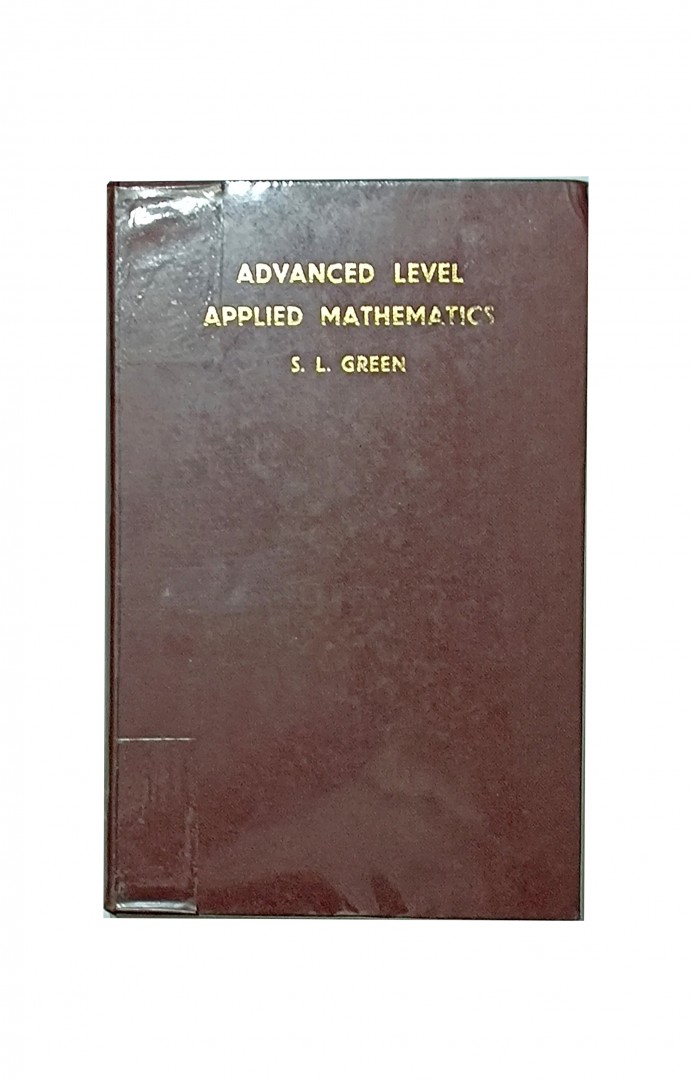 ADVANCED LEVEL
APPLIED MATHEMATICS
S. L. GREEN